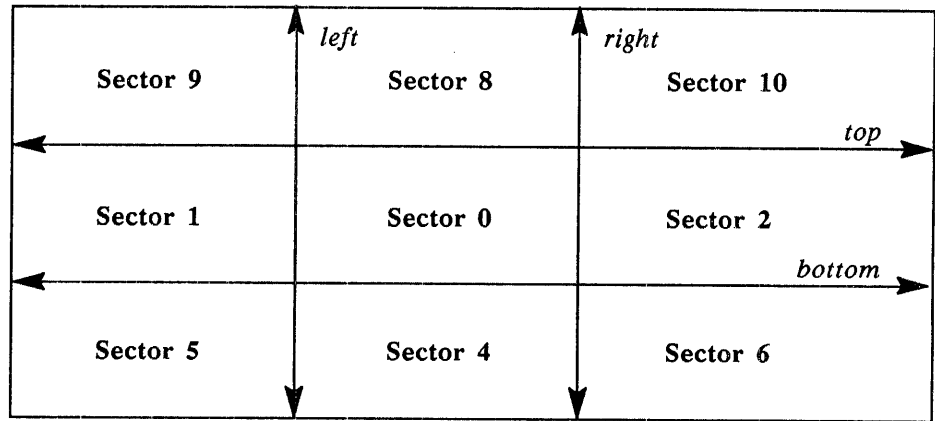 left right
Sector 9 Sector 8 Sector 10
top
Sector 1 Sector 0 Sector 2
bottom
Sector 5 Sector 4 Sector 6